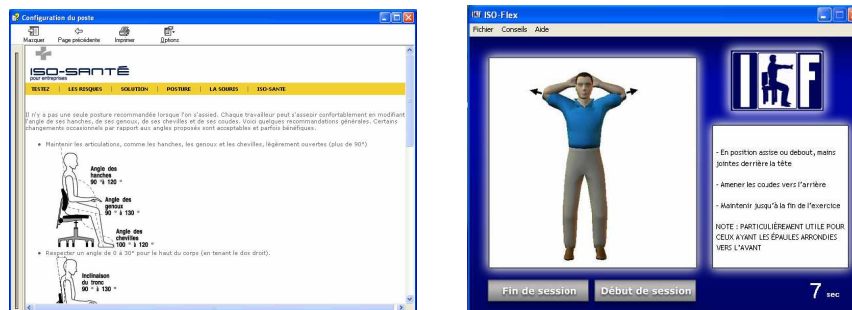 Configuration du poste
Masquer Page précédente Imprimer Options
ISO-SANTÉ
pour entreprises
TESTEZ LES RISQUES SOLUTION POSTURE LA SOURIS ISO-SANTE
Il n'y a pas une seule posture recommandée lorsque l'on s'assied. Chaque travailleur peut s'asseoir confortablement en modifiant
l'angle de ses hanches, de ses genoux, de ses chevilles et de ses coudes. Voici quelques recommandations générales. Certains
changements occasionnels par rapport aux angles proposés sont acceptables et parfois bénéfiques.
Maintenir les articulations, comme les hanches, les genoux et les chevilles, légèrement ouvertes (plus de 90°)
Angle des
hanches
90 ° à 120 °
Angle des
genoux
90 ° à 130 °
Angle des
chevilles
100 ° à 120 °
Respecter un angle de 0 à 30° pour le haut du corps (en tenant le dos droit).
Inclinaison
du tronc
90 ° à 130 °
ISO-Flex
Fichier Conseils Aide
I F
- En position assise ou debout, mains
jointes derrière la tête
- Amener les coudes vers l'arrière
- Maintenir jusqu'à la fin de l'exercice
NOTE : PARTICULIÈREMENT UTILE POUR
CEUX AYANT LES ÉPAULES ARRONDIES
VERS L'AVANT
Fin de session Début de session
7 sec